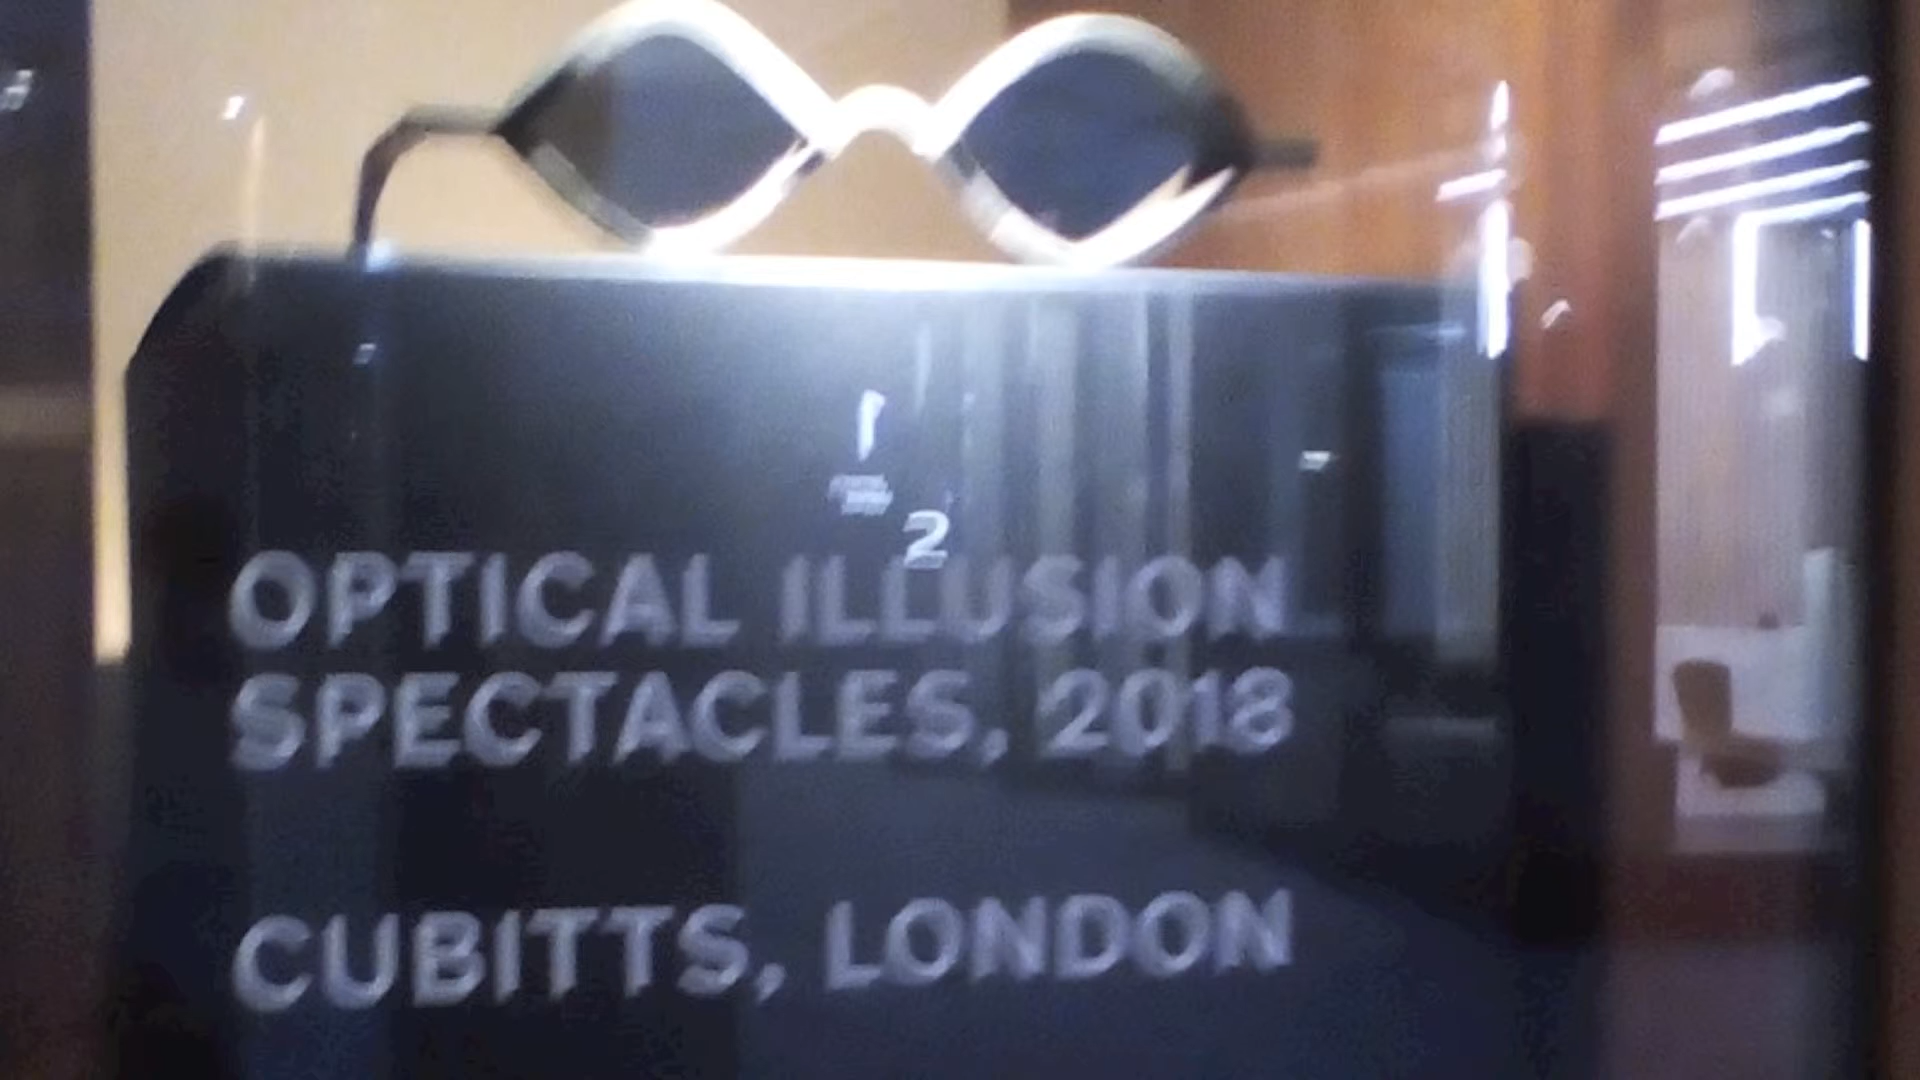 2
OPTICAL ILLUSION
SPECTACLES, 2018
CUBITTS, LONDON